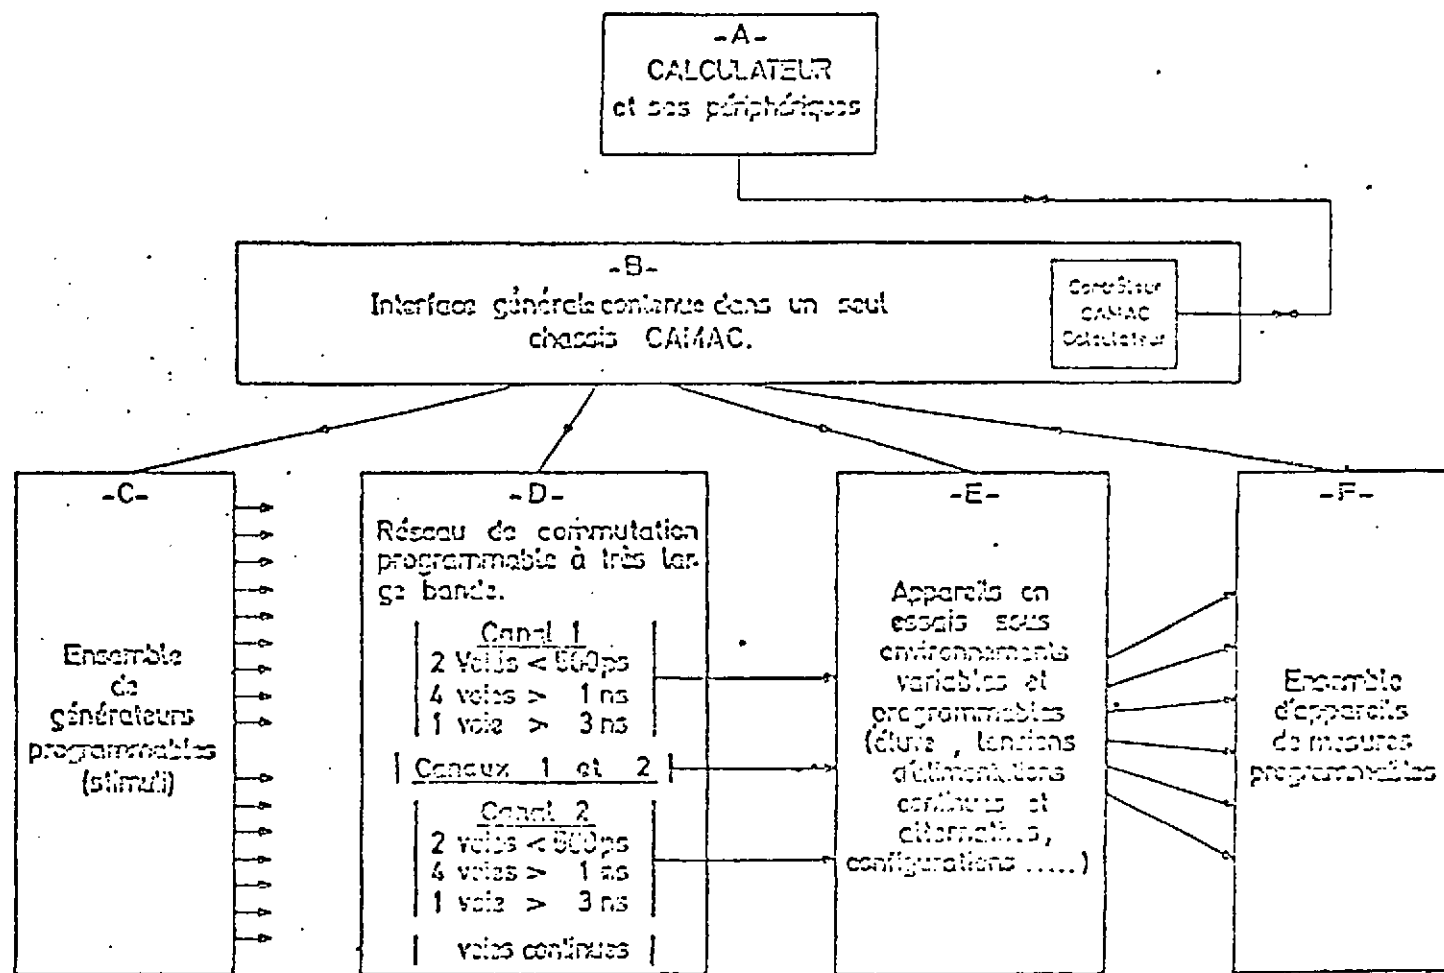 -A-
CALCULATEUR
et ses périphériques
-B-
Interface générale contenue dans un seul
chassis CAMAC.
Contrôleur
CAMAC
Calculateur
-C-
Ensemble
de
générateurs
programmables
(stimuli)
-D-
Réseau de commutation
programmable à très lar-
ge bande.
Canal 1
2 Voies < 500ps
4 voies > 1 ns
1 voie > 3 ns
Canaux 1 et 2
Canal 2
2 voies < 500ps
4 voies > 1 ns
1 voie > 3 ns
voies continues
-E-
Appareils en
essais sous
environnements
variables et
programmables
(étuve, tensions
d'alimentations
continues et
alternatives,
configurations .....)
-F-
Ensemble
d'appareils
de mesures
programmables